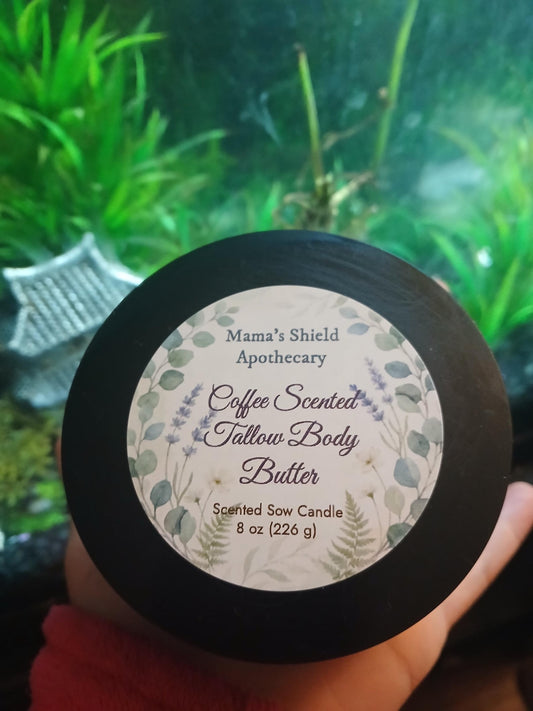 Mama's Shield
Apothecary
Coffee Scented
Tallow Body
Butter
Scented Sow Candle
8 oz (226 g)